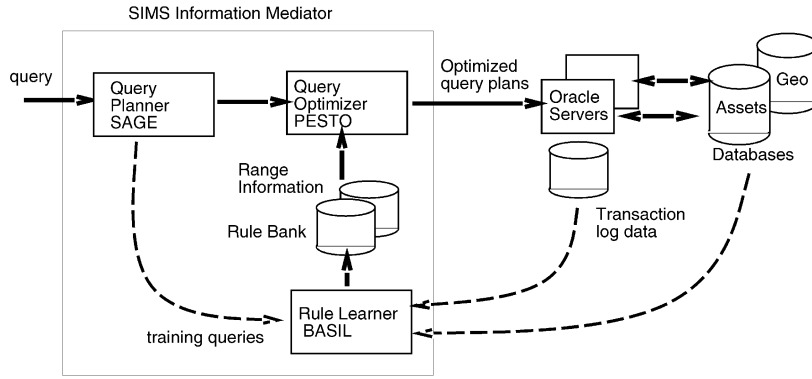 SIMS Information Mediator
query
Query
Planner
SAGE
Query
Optimizer
PESTO
Optimized
query plans
Oracle
Servers
Geo
Assets
Databases
Range
Information
Rule Bank
Transaction
log data
Rule Learner
BASIL
training queries